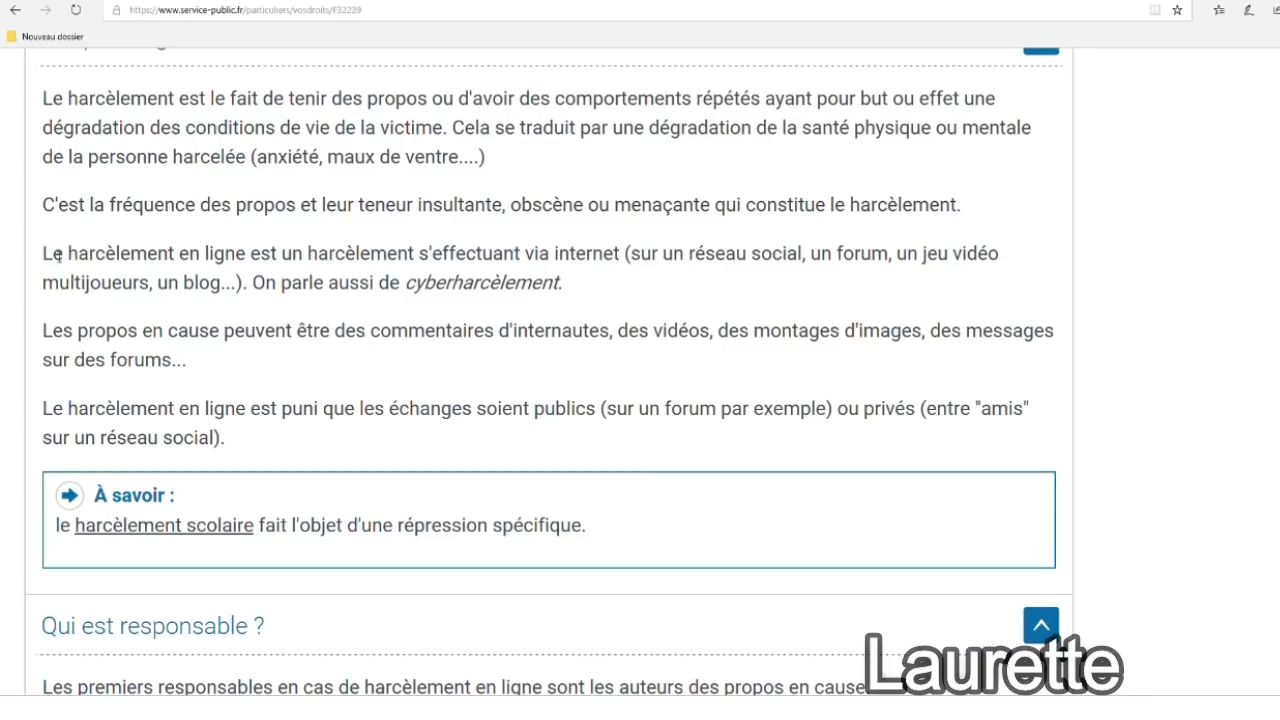 https://www.service-public.fr/particuliers/vosdroits/F32239
Nouveau dossier
Le harcèlement est le fait de tenir des propos ou d'avoir des comportements répétés ayant pour but ou effet une
dégradation des conditions de vie de la victime. Cela se traduit par une dégradation de la santé physique ou mentale
de la personne harcelée (anxiété, maux de ventre....)
C'est la fréquence des propos et leur teneur insultante, obscène ou menaçante qui constitue le harcèlement.
Le harcèlement en ligne est un harcèlement s'effectuant via internet (sur un réseau social, un forum, un jeu vidéo
multijoueurs, un blog...). On parle aussi de cyberharcèlement.
Les propos en cause peuvent être des commentaires d'internautes, des vidéos, des montages d'images, des messages
sur des forums...
Le harcèlement en ligne est puni que les échanges soient publics (sur un forum par exemple) ou privés (entre "amis"
sur un réseau social).
À savoir :
le harcèlement scolaire fait l'objet d'une répression spécifique.
Qui est responsable ?
Les premiers responsables en cas de harcèlement en ligne sont les auteurs des propos en cause
Laurette